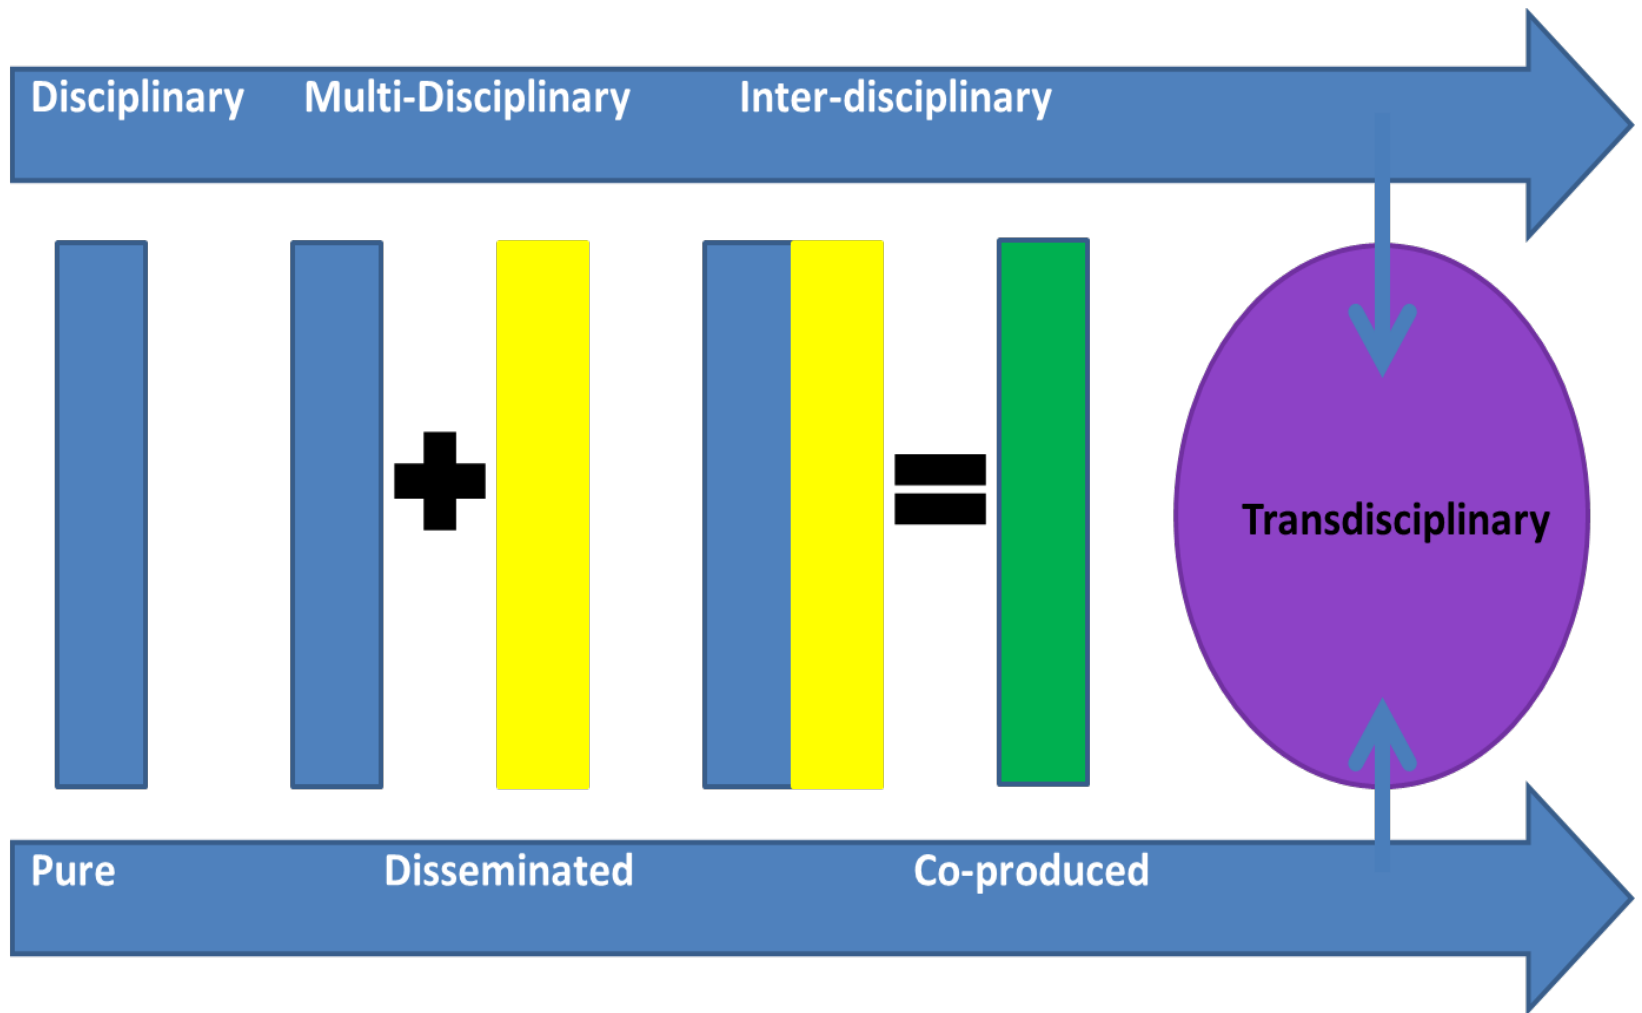 Disciplinary Multi-Disciplinary Inter-disciplinary
Transdisciplinary
Pure Disseminated Co-produced